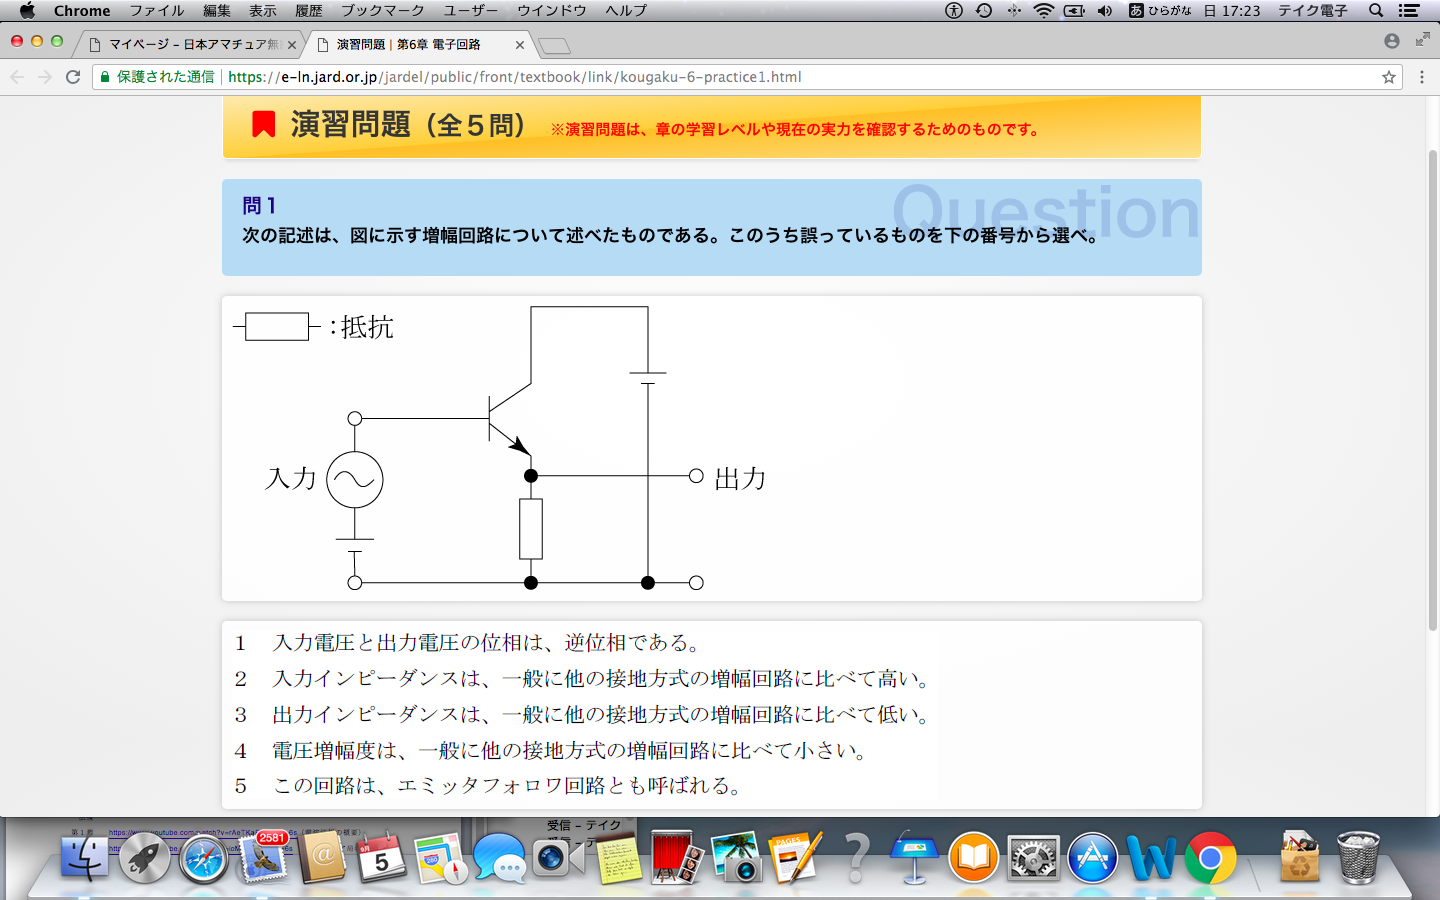 Chrome ファイル 編集 表示 履歴 ブックマーク ユーザー ウインドウ ヘルプ あ ひらがな 日 17:23 テイク電子
マイページ – 日本アマチュア無 演習問題 | 第6章 電子回路
保護された通信 https://e-ln.jard.or.jp/jardel/public/front/textbook/link/kougaku-6-practice1.html
演習問題（全５問） ※演習問題は、章の学習レベルや現在の実力を確認するためのものです。
Question
問１
次の記述は、図に示す増幅回路について述べたものである。このうち誤っているものを下の番号から選べ。
：抵抗
入力
出力
1 入力電圧と出力電圧の位相は、逆位相である。
2 入力インピーダンスは、一般に他の接地方式の増幅回路に比べて高い。
3 出力インピーダンスは、一般に他の接地方式の増幅回路に比べて低い。
4 電圧増幅度は、一般に他の接地方式の増幅回路に比べて小さい。
5 この回路は、エミッタフォロワ回路とも呼ばれる。
受信 – テイク
2581
5
PAGES